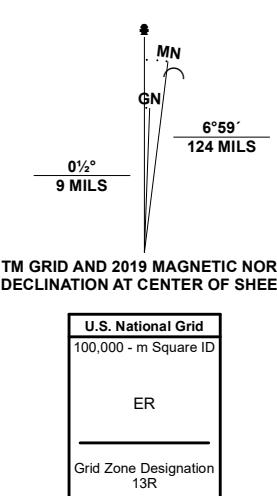 MN
GN
6°59´
124 MILS
0½°
9 MILS
TM GRID AND 2019 MAGNETIC NOR
DECLINATION AT CENTER OF SHEE
U.S. National Grid
100,000 - m Square ID
ER
Grid Zone Designation
13R